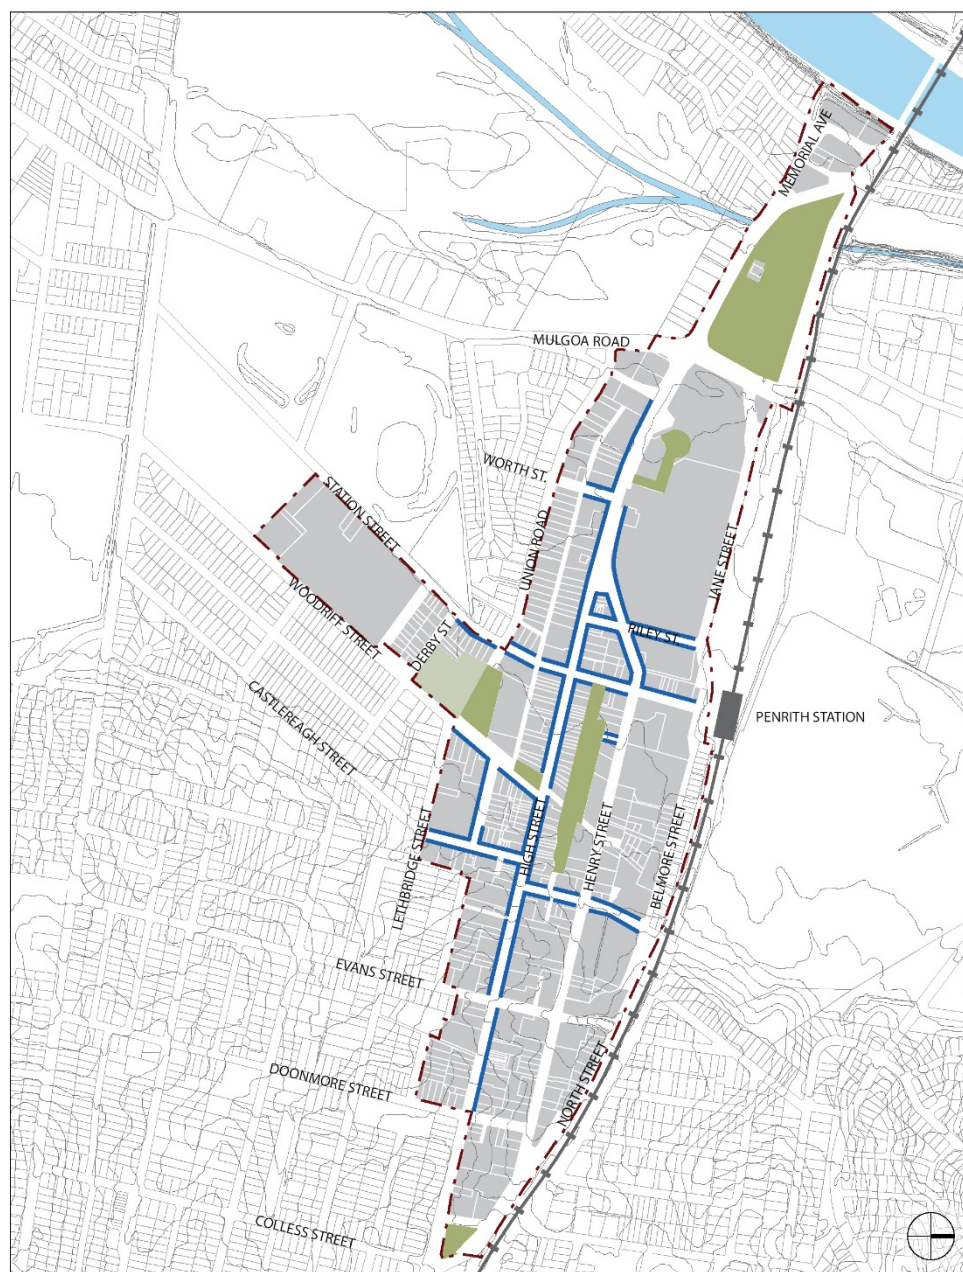 MEMORIAL AVE
MULGOA ROAD
WORTH ST.
STATION STREET
UNION ROAD
JANE STREET
WOODRIFF STREET
DERBY ST.
RILEY ST.
CASTLEREAGH STREET
PENRITH STATION
LETHBRIDGE STREET
HIGH STREET
HENRY STREET
BELMORE STREET
EVANS STREET
DOONMORE STREET
NORTH STREET
COLLESS STREET